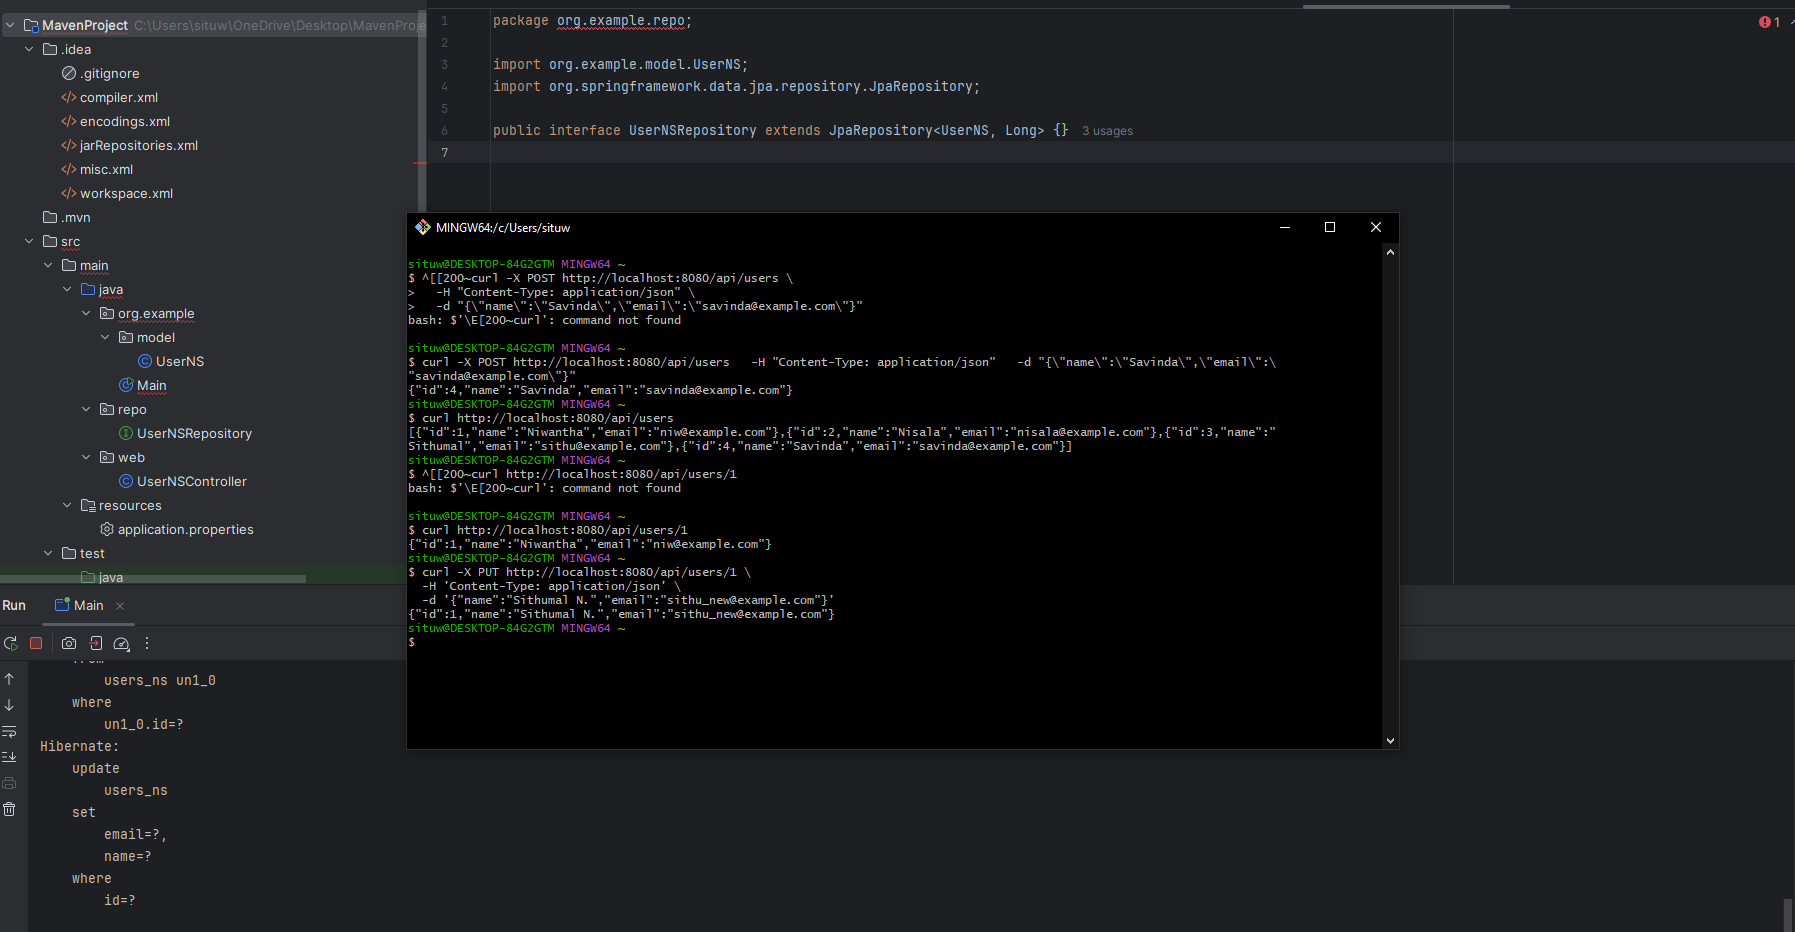 MavenProject C:\Users\situw\OneDrive\Desktop\MavenProje
.idea
.gitignore
compiler.xml
encodings.xml
jarRepositories.xml
misc.xml
workspace.xml
.mvn
src
main
java
org.example
model
UserNS
Main
repo
UserNSRepository
web
UserNSController
resources
application.properties
test
java
1 package org.example.repo;
2
3 import org.example.model.UserNS;
4 import org.springframework.data.jpa.repository.JpaRepository;
5
6 public interface UserNSRepository extends JpaRepository<UserNS, Long> {} 3 usages
7
1
MINGW64:/c/Users/situw
situw@DESKTOP-84G2GTM MINGW64 ~
$ ^[[200~curl -X POST http://localhost:8080/api/users \
>   -H "Content-Type: application/json" \
>   -d "{\"name\":\"Savinda\",\"email\":\"savinda@example.com\"}"
bash: $'\E[200~curl': command not found
situw@DESKTOP-84G2GTM MINGW64 ~
$ curl -X POST http://localhost:8080/api/users   -H "Content-Type: application/json"   -d "{\"name\":\"Savinda\",\"email\":\
"savinda@example.com\"}"
{"id":4,"name":"Savinda","email":"savinda@example.com"}
situw@DESKTOP-84G2GTM MINGW64 ~
$ curl http://localhost:8080/api/users
[{"id":1,"name":"Niwantha","email":"niw@example.com"},{"id":2,"name":"Nisala","email":"nisala@example.com"},{"id":3,"name":"
Sithumal","email":"sithu@example.com"},{"id":4,"name":"Savinda","email":"savinda@example.com"}]
situw@DESKTOP-84G2GTM MINGW64 ~
$ ^[[200~curl http://localhost:8080/api/users/1
bash: $'\E[200~curl': command not found
situw@DESKTOP-84G2GTM MINGW64 ~
$ curl http://localhost:8080/api/users/1
{"id":1,"name":"Niwantha","email":"niw@example.com"}
situw@DESKTOP-84G2GTM MINGW64 ~
$ curl -X PUT http://localhost:8080/api/users/1 \
  -H 'Content-Type: application/json' \
  -d '{"name":"Sithumal N.","email":"sithu_new@example.com"}'
{"id":1,"name":"Sithumal N.","email":"sithu_new@example.com"}
situw@DESKTOP-84G2GTM MINGW64 ~
$
Run Main
from
users_ns un1_0
where
un1_0.id=?
Hibernate:
update
users_ns
set
email=?,
name=?
where
id=?